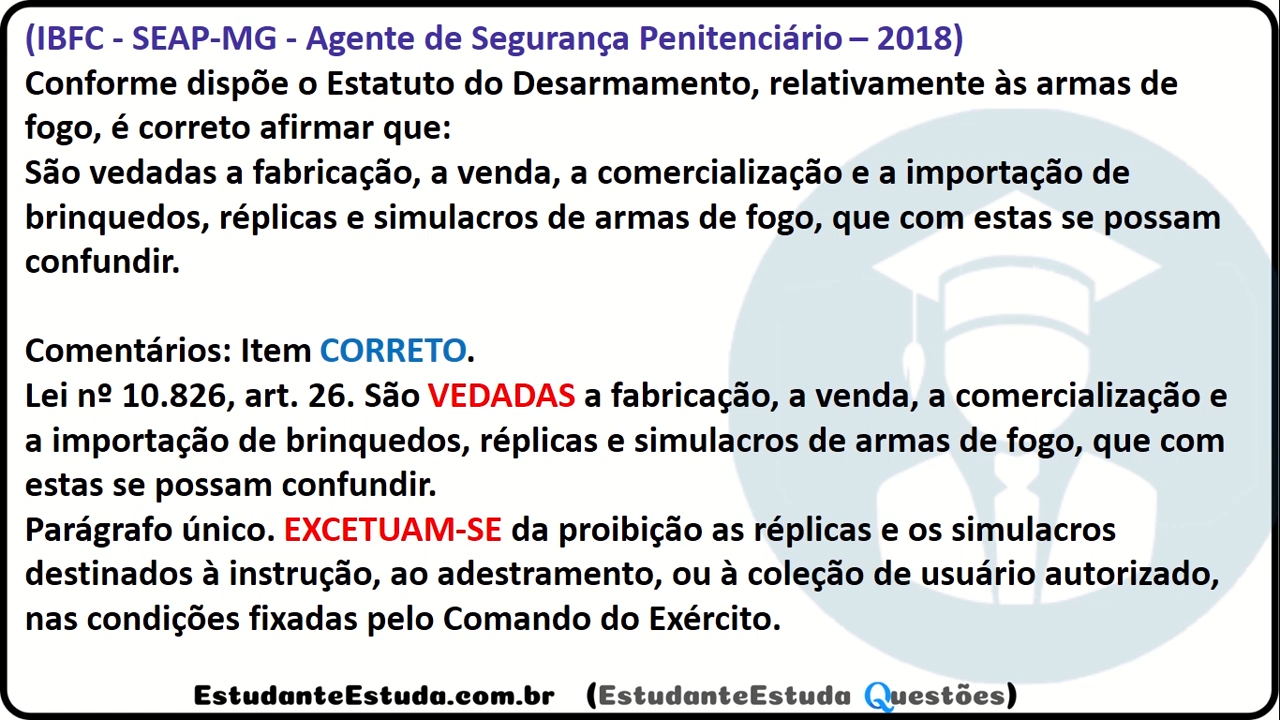 (IBFC - SEAP-MG - Agente de Segurança Penitenciário – 2018)
Conforme dispõe o Estatuto do Desarmamento, relativamente às armas de
fogo, é correto afirmar que:
São vedadas a fabricação, a venda, a comercialização e a importação de
brinquedos, réplicas e simulacros de armas de fogo, que com estas se possam
confundir.
Comentários: Item CORRETO.
Lei nº 10.826, art. 26. São VEDADAS a fabricação, a venda, a comercialização e
a importação de brinquedos, réplicas e simulacros de armas de fogo, que com
estas se possam confundir.
Parágrafo único. EXCETUAM-SE da proibição as réplicas e os simulacros
destinados à instrução, ao adestramento, ou à coleção de usuário autorizado,
nas condições fixadas pelo Comando do Exército.
EstudanteEstuda.com.br (EstudanteEstuda Questões)